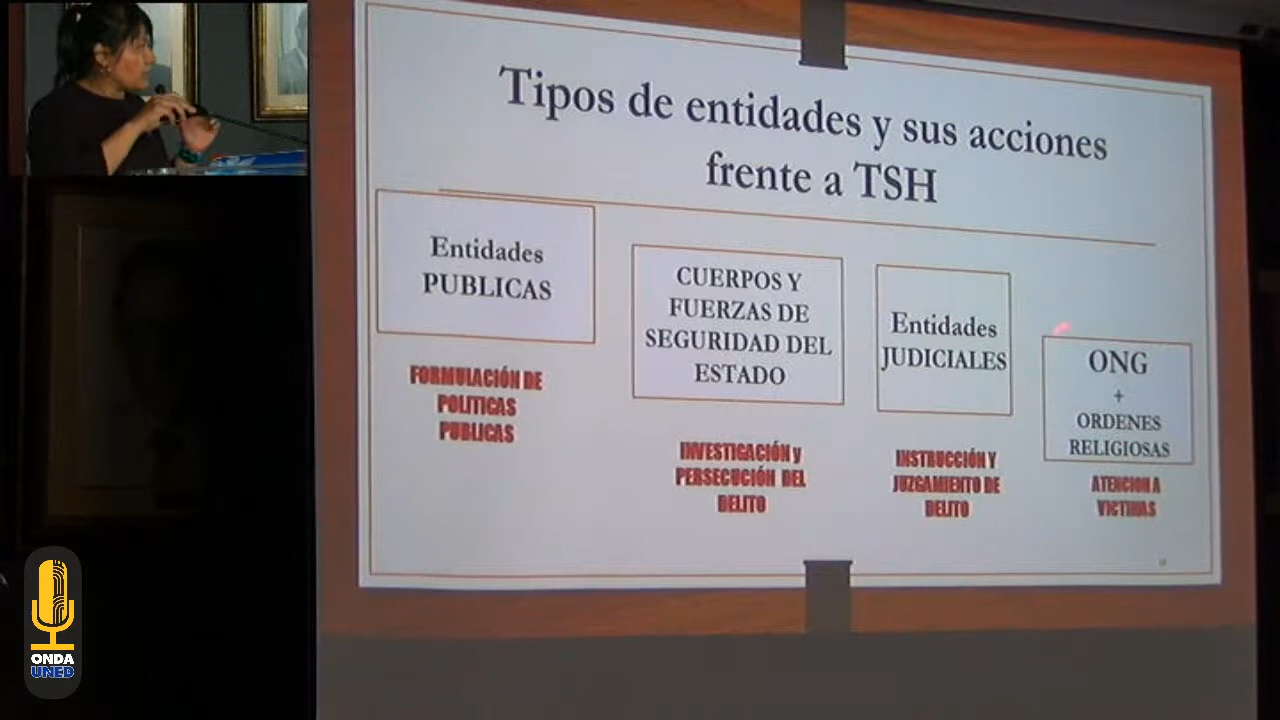 Tipos de entidades y sus acciones
frente a TSH
Entidades
PUBLICAS
FORMULACIÓN DE
POLITICAS
PUBLICAS
CUERPOS Y
FUERZAS DE
SEGURIDAD DEL
ESTADO
INVESTIGACIÓN y
PERSECUCIÓN DEL
DELITO
Entidades
JUDICIALES
INSTRUCCIÓN Y
JUZGAMIENTO DE
DELITO
ONG
+
ORDENES
RELIGIOSAS
ATENCION A
VICTIMAS
ONDA
UNED